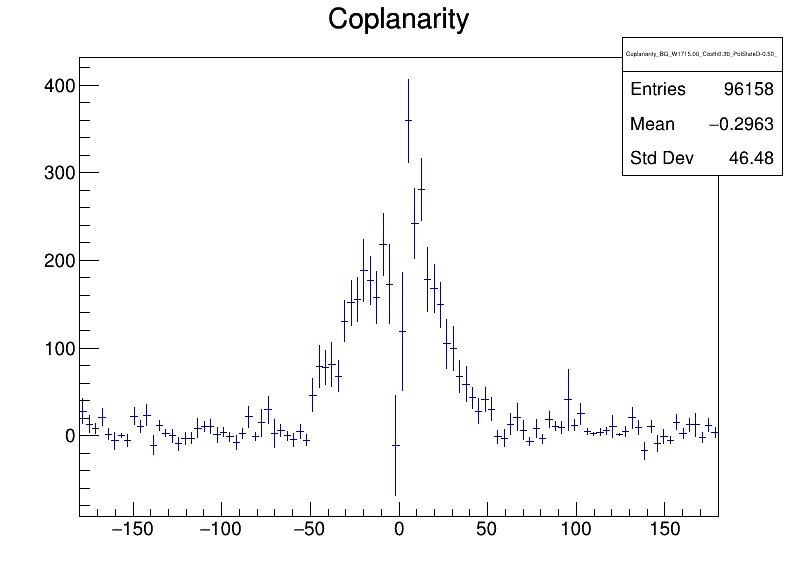 Coplanarity
Coplanarity_BG_W1715.00_Costh0.30_PolStateD-0.50_
Entries 96158
Mean −0.2963
Std Dev 46.48
400
300
200
100
0
−150 −100 −50 0 50 100 150